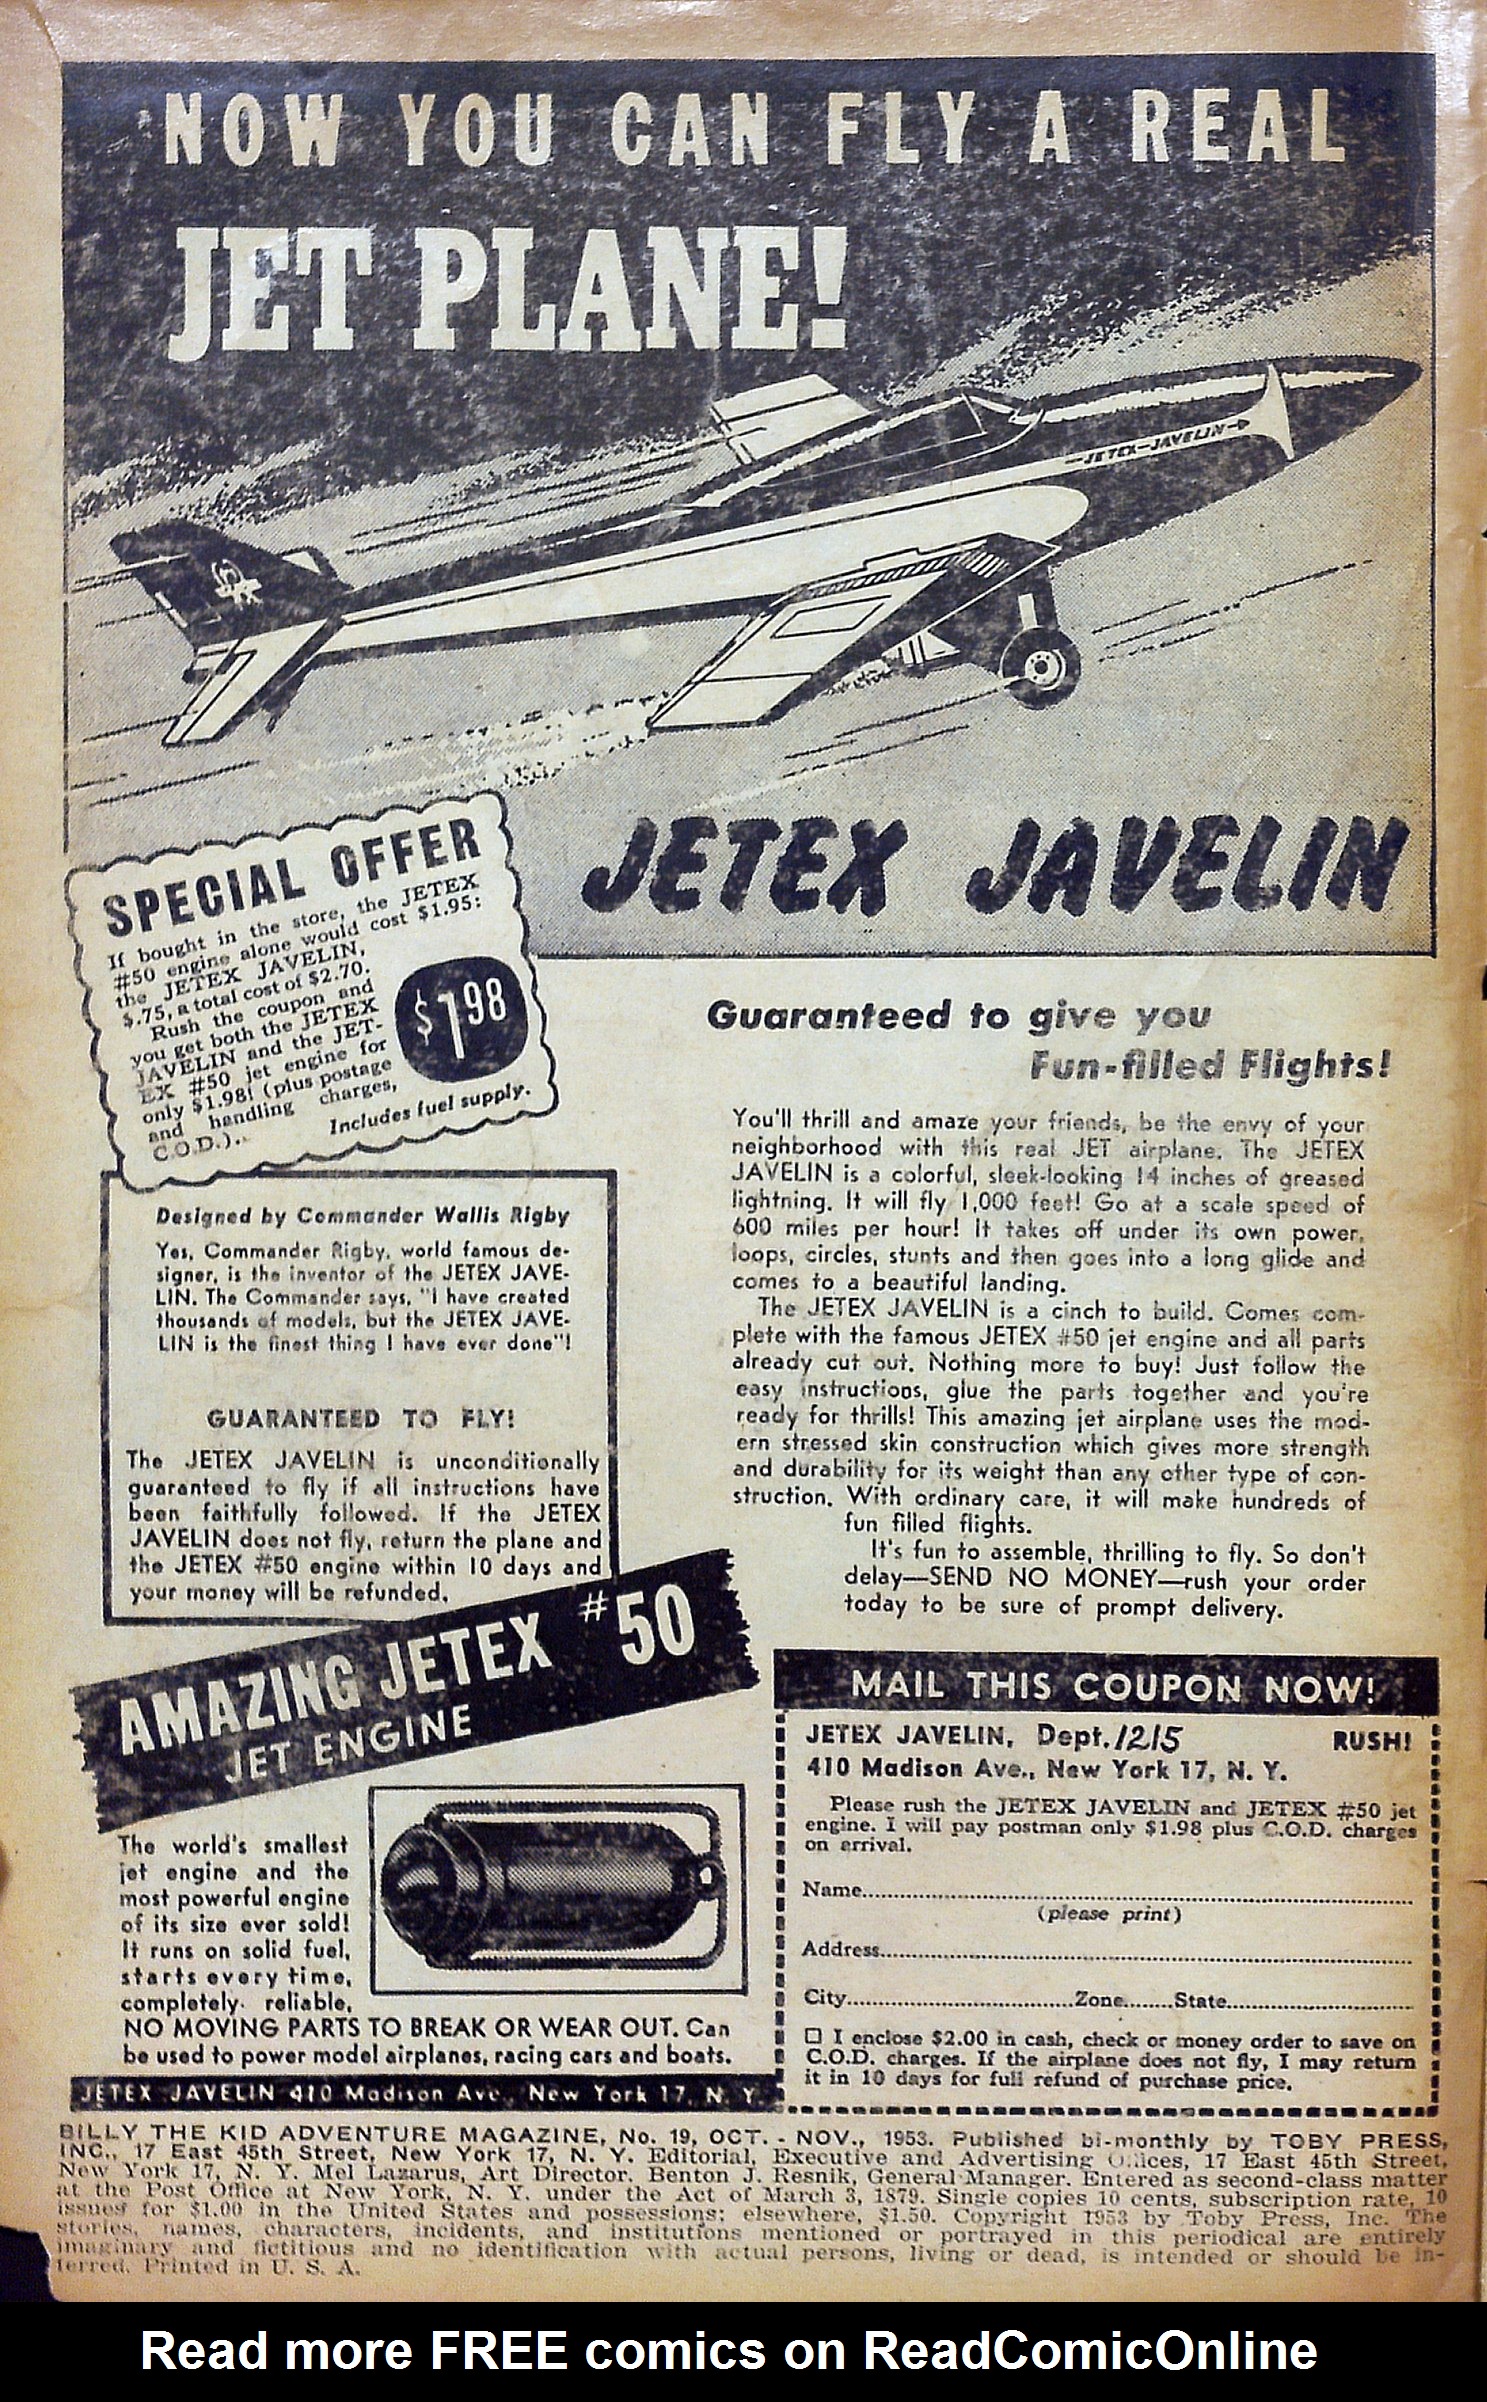 NOW YOU CAN FLY A REAL
JET PLANE!
JETEX-JAVELIN
JETEX JAVELIN
SPECIAL OFFER
If bought in the store, the JETEX
#50 engine alone would cost $1.95:
the JETEX JAVELIN,
$.75, a total cost of $2.70.
Rush the coupon and
you get both the JETEX
JAVELIN and the JET-
EX #50 jet engine for
only $1.98! (plus postage
and handling charges,
C.O.D.).
$1.98
Includes fuel supply.
Guaranteed to give you
Fun-filled Flights!
You'll thrill and amaze your friends, be the envy of your
neighborhood with this real JET airplane. The JETEX
JAVELIN is a colorful, sleek-looking 14 inches of greased
lightning. It will fly 1,000 feet! Go at a scale speed of
600 miles per hour! It takes off under its own power,
loops, circles, stunts and then goes into a long glide and
comes to a beautiful landing.
The JETEX JAVELIN is a cinch to build. Comes com-
plete with the famous JETEX #50 jet engine and all parts
already cut out. Nothing more to buy! Just follow the
easy instructions, glue the parts together and you're
ready for thrills! This amazing jet airplane uses the mod-
ern stressed skin construction which gives more strength
and durability for its weight than any other type of con-
struction. With ordinary care, it will make hundreds of
fun filled flights.
It's fun to assemble, thrilling to fly. So don't
delay—SEND NO MONEY—rush your order
today to be sure of prompt delivery.
Designed by Commander Wallis Rigby
Yes, Commander Rigby, world famous de-
signer, is the inventor of the JETEX JAVE-
LIN. The Commander says, "I have created
thousands of models, but the JETEX JAVE-
LIN is the finest thing I have ever done"!
GUARANTEED TO FLY!
The JETEX JAVELIN is unconditionally
guaranteed to fly if all instructions have
been faithfully followed. If the JETEX
JAVELIN does not fly, return the plane and
the JETEX #50 engine within 10 days and
your money will be refunded.
AMAZING JETEX #50
JET ENGINE
The world's smallest
jet engine and the
most powerful engine
of its size ever sold!
It runs on solid fuel,
starts every time,
completely reliable,
NO MOVING PARTS TO BREAK OR WEAR OUT. Can
be used to power model airplanes, racing cars and boats.
JETEX JAVELIN 410 Madison Ave., New York 17, N. Y.
MAIL THIS COUPON NOW!
JETEX JAVELIN, Dept. 1215 RUSH!
410 Madison Ave., New York 17, N. Y.
Please rush the JETEX JAVELIN and JETEX #50 jet
engine. I will pay postman only $1.98 plus C.O.D. charges
on arrival.
Name
(please print)
Address
City Zone State
☐ I enclose $2.00 in cash, check or money order to save on
C.O.D. charges. If the airplane does not fly, I may return
it in 10 days for full refund of purchase price.
BILLY THE KID ADVENTURE MAGAZINE, No. 19, OCT. - NOV., 1953. Published bi-monthly by TOBY PRESS,
INC., 17 East 45th Street, New York 17, N. Y. Editorial, Executive and Advertising Offices, 17 East 45th Street,
New York 17, N. Y. Mel Lazarus, Art Director. Benton J. Resnik, General Manager. Entered as second-class matter
at the Post Office at New York, N. Y. under the Act of March 3, 1879. Single copies 10 cents, subscription rate, 10
issues for $1.00 in the United States and possessions; elsewhere, $1.50. Copyright 1953 by Toby Press, Inc. The
stories, names, characters, incidents, and institutions mentioned or portrayed in this periodical are entirely
imaginary and fictitious and no identification with actual persons, living or dead, is intended or should be in-
ferred. Printed in U. S. A.
Read more FREE comics on ReadComicOnline